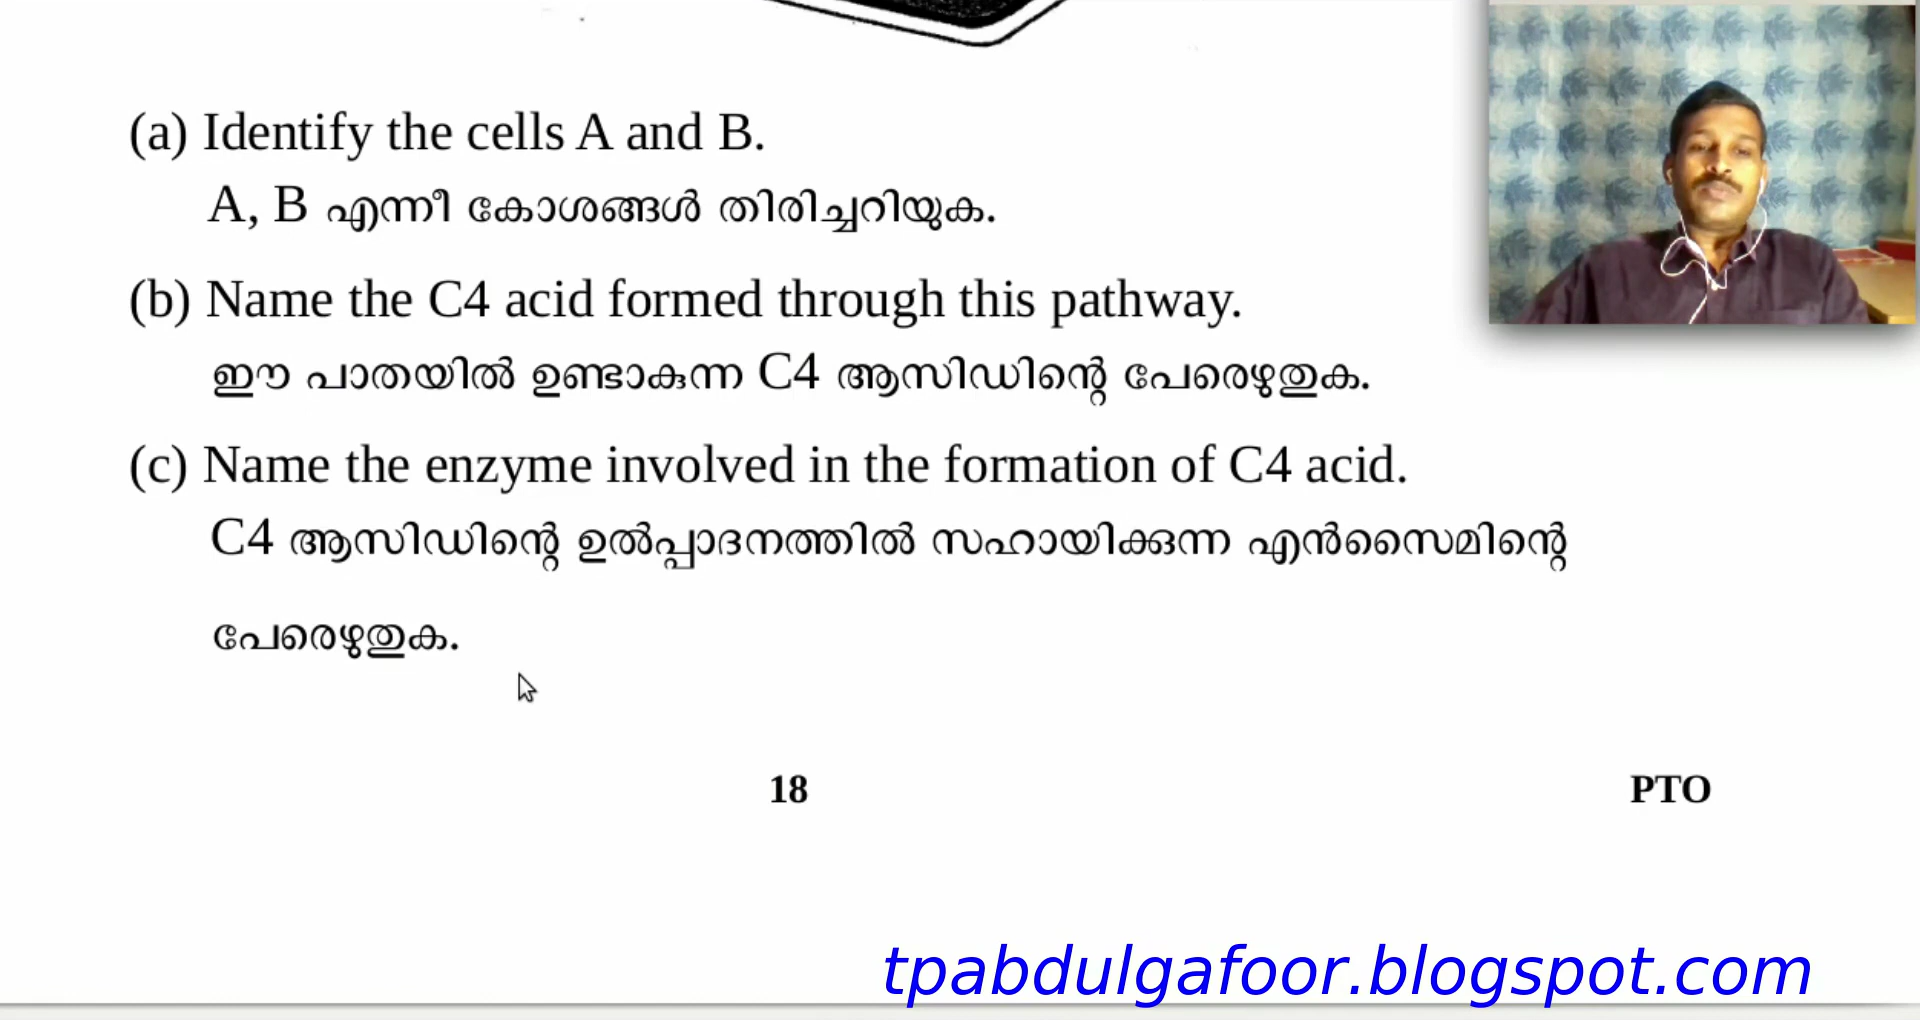 (a) Identify the cells A and B.
A, B എന്നീ കോശങ്ങൾ തിരിച്ചറിയുക.
(b) Name the C4 acid formed through this pathway.
ഈ പാതയിൽ ഉണ്ടാകുന്ന C4 ആസിഡിന്റെ പേരെഴുതുക.
(c) Name the enzyme involved in the formation of C4 acid.
C4 ആസിഡിന്റെ ഉൽപ്പാദനത്തിൽ സഹായിക്കുന്ന എൻസൈമിന്റെ
പേരെഴുതുക.
18 PTO
tpabdulgafoor.blogspot.com